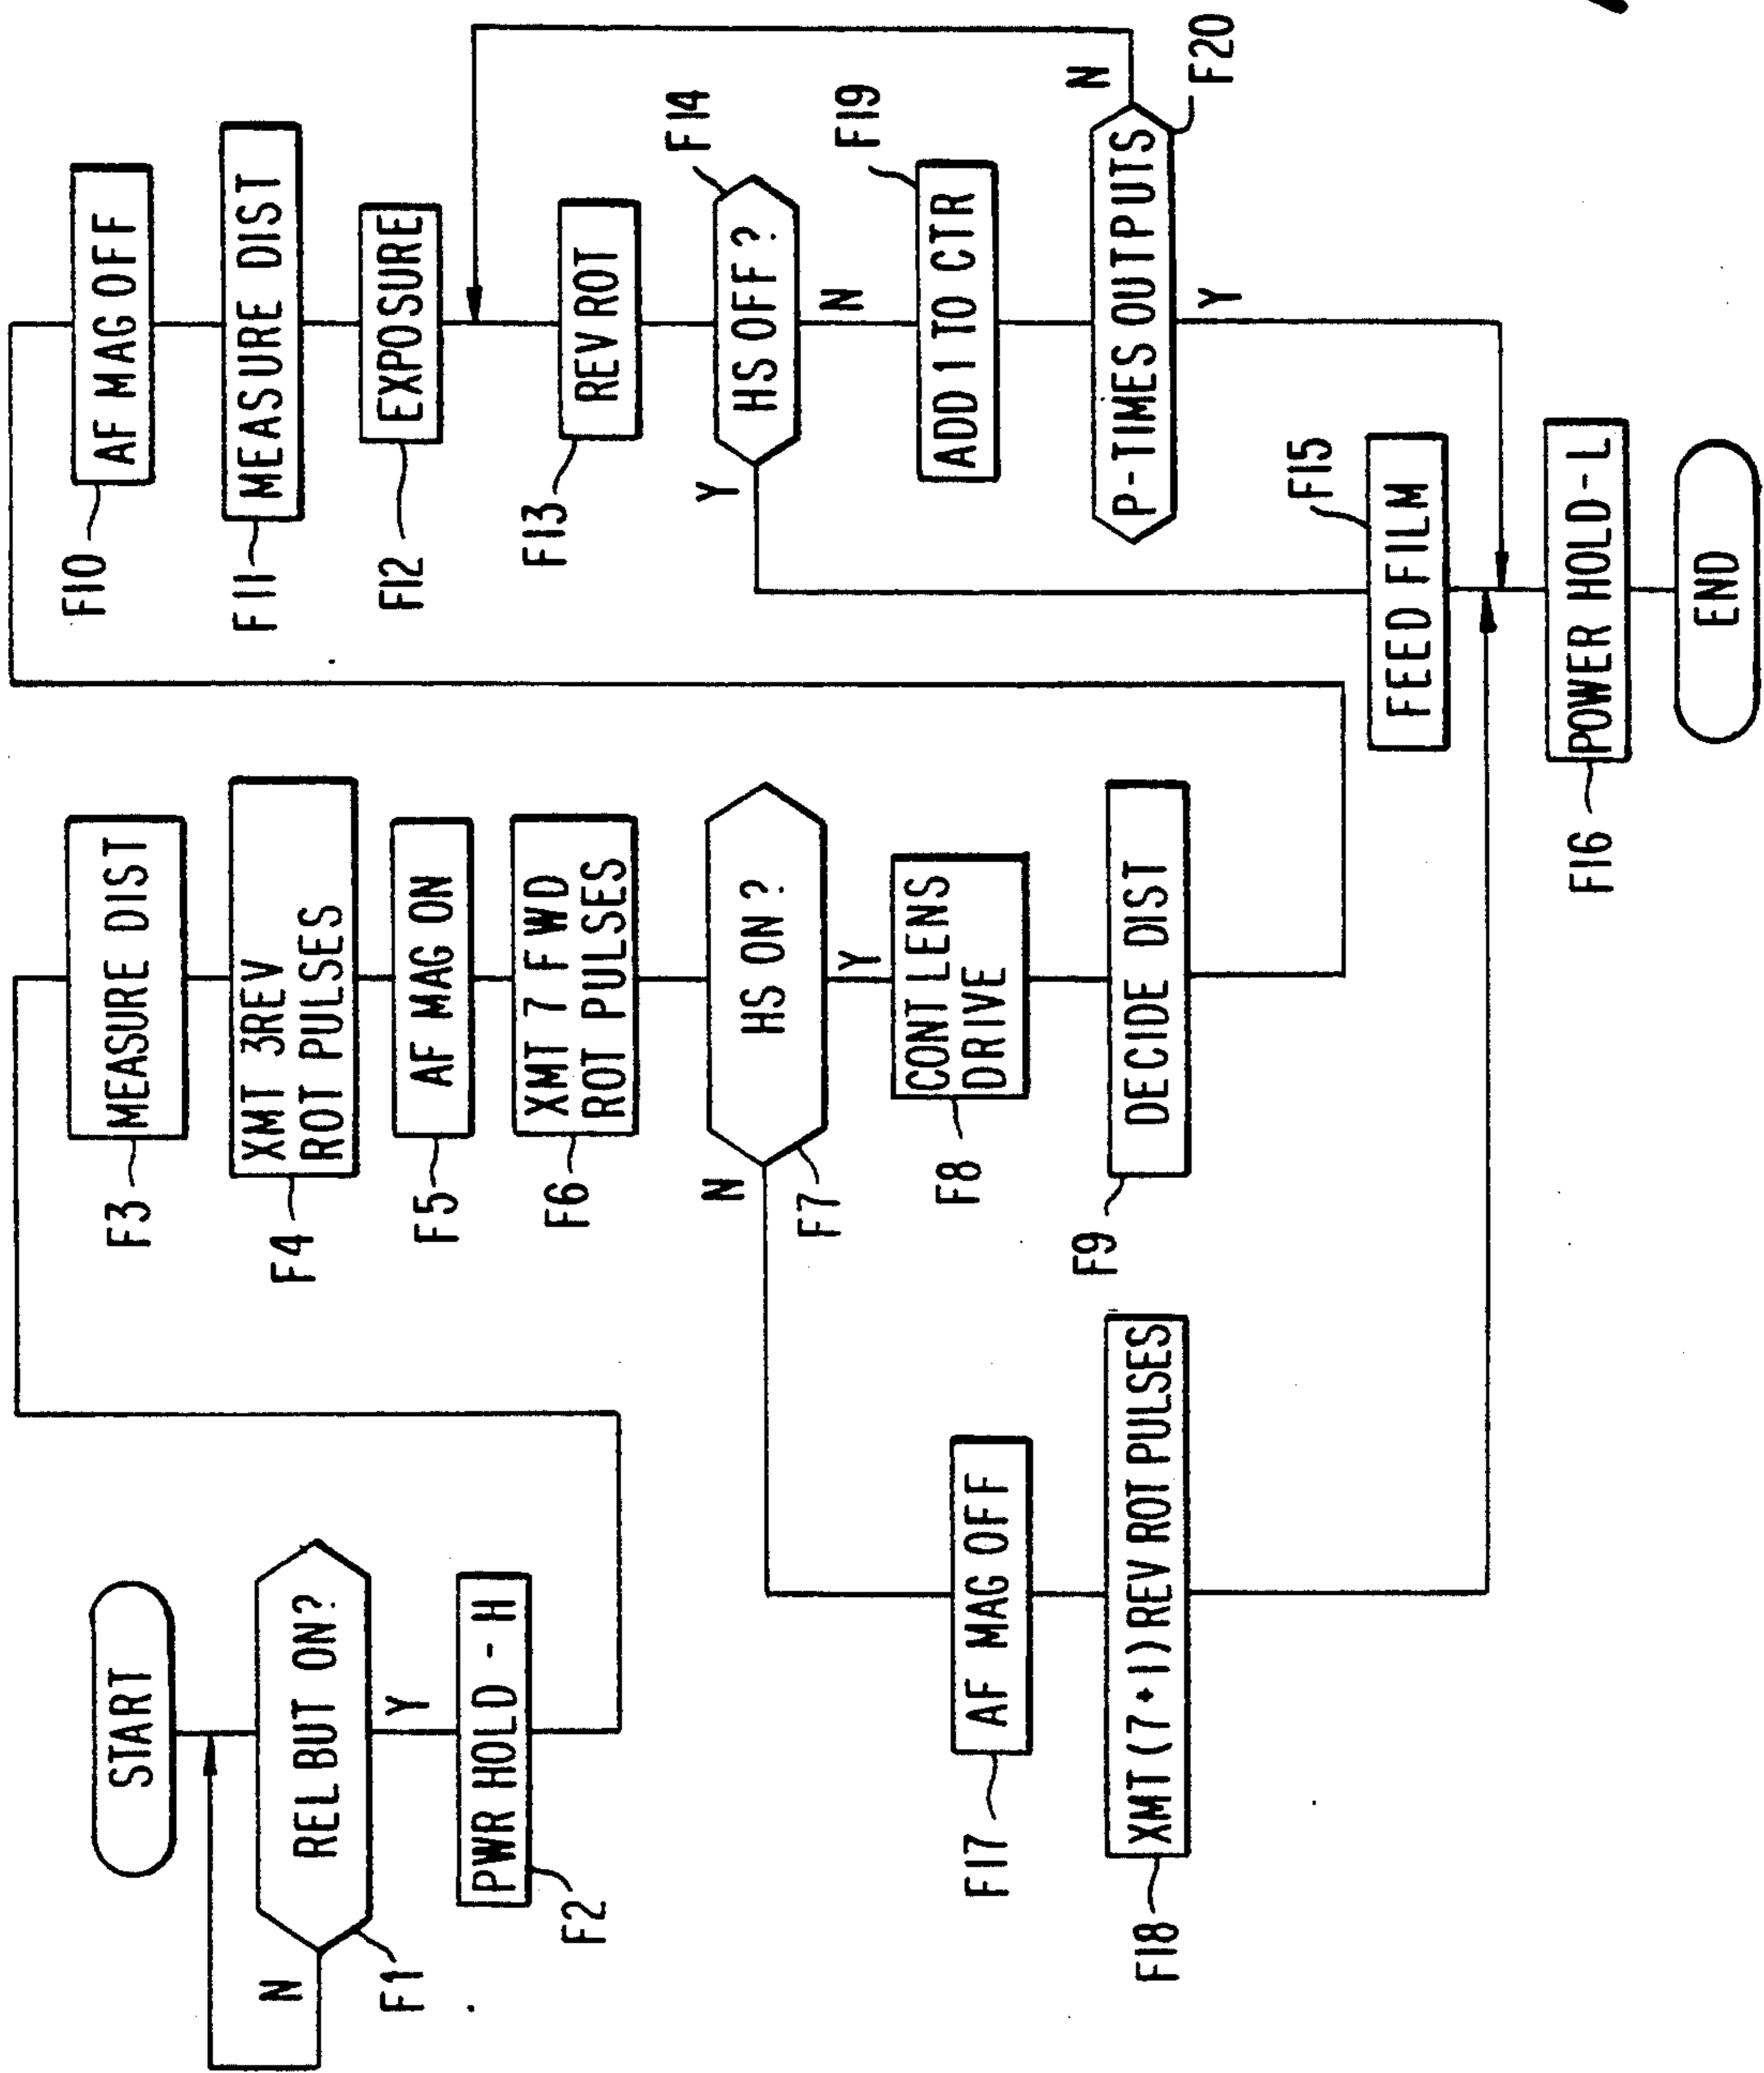 START
REL BUT ON?
N
Y
F1
PWR HOLD - H
F2
MEASURE DIST
F3
XMT 3REV
ROT PULSES
F4
AF MAG ON
F5
XMT 7 FWD
ROT PULSES
F6
HS ON?
N
Y
F7
CONT LENS
DRIVE
F8
DECIDE DIST
F9
AF MAG OFF
F17
XMT (7+1) REV ROT PULSES
F18
AF MAG OFF
F10
MEASURE DIST
F11
EXPOSURE
F12
REV ROT
F13
HS OFF?
F14
Y
N
ADD 1 TO CTR
F19
P-TIMES OUTPUTS
N
F20
Y
FEED FILM
F15
POWER HOLD - L
F16
END